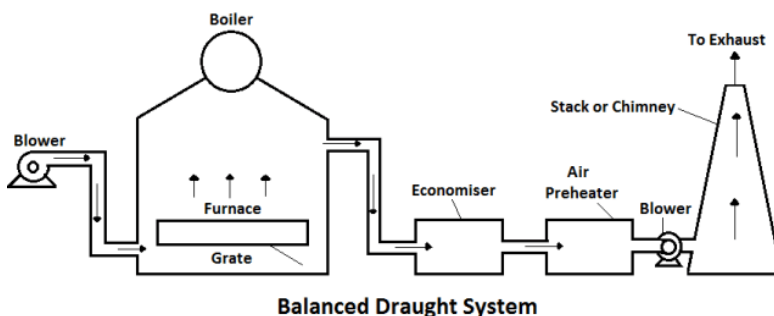 Boiler
To Exhaust
Stack or Chimney
Blower
Air
Preheater
Economiser
Blower
Furnace
Grate
Balanced Draught System